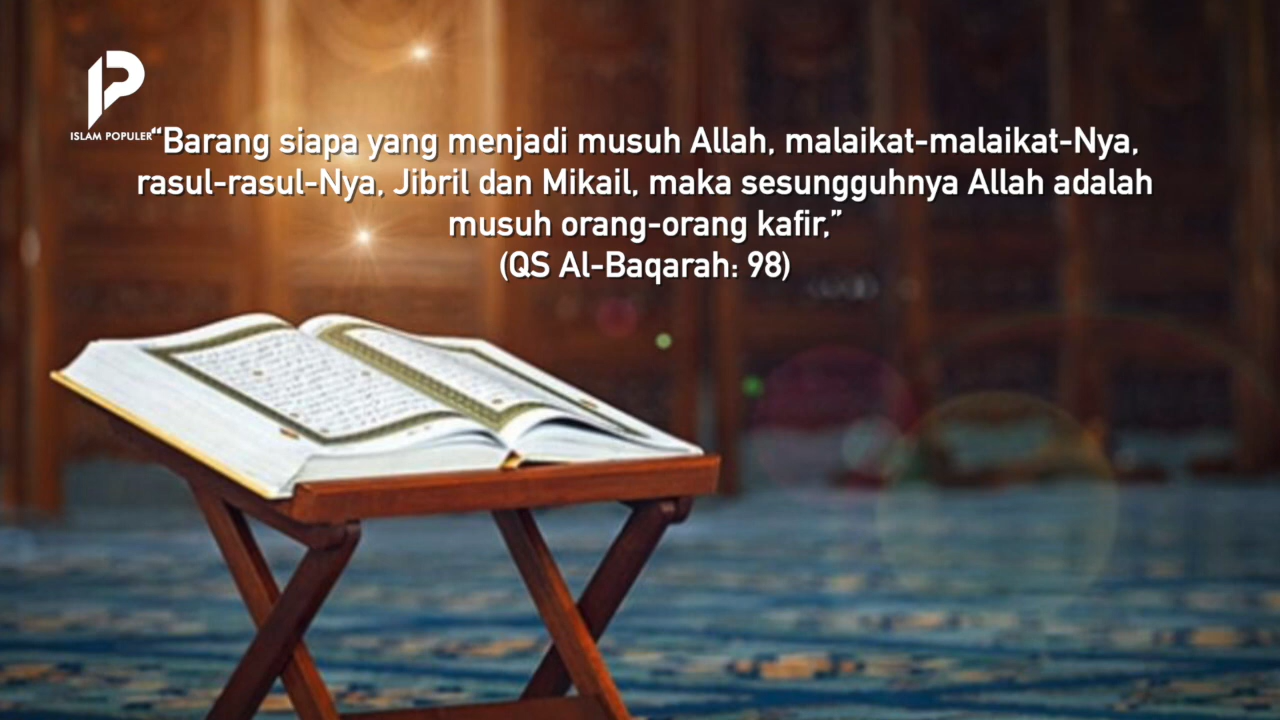 ISLAM POPULER
“Barang siapa yang menjadi musuh Allah, malaikat-malaikat-Nya,
rasul-rasul-Nya, Jibril dan Mikail, maka sesungguhnya Allah adalah
musuh orang-orang kafir,”
(QS Al-Baqarah: 98)